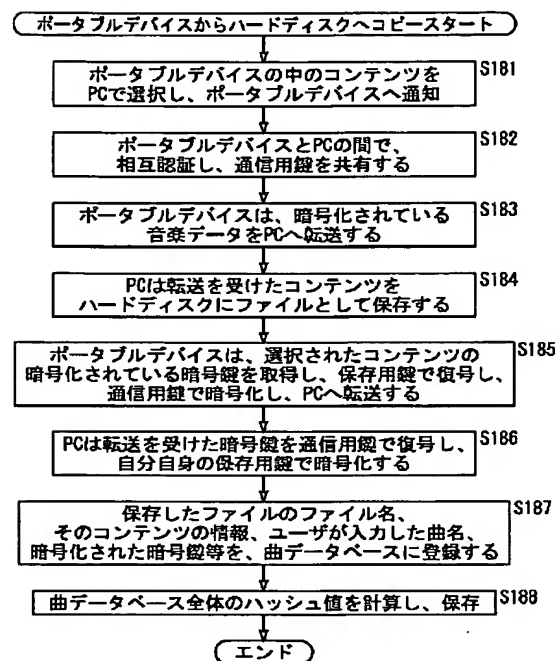 ポータブルデバイスからハードディスクへコピースタート
S181
ポータブルデバイスの中のコンテンツを
PCで選択し、ポータブルデバイスへ通知
S182
ポータブルデバイスとPCの間で、
相互認証し、通信用鍵を共有する
S183
ポータブルデバイスは、暗号化されている
音楽データをPCへ転送する
S184
PCは転送を受けたコンテンツを
ハードディスクにファイルとして保存する
S185
ポータブルデバイスは、選択されたコンテンツの
暗号化されている暗号鍵を取得し、保存用鍵で復号し、
通信用鍵で暗号化し、PCへ転送する
S186
PCは転送を受けた暗号鍵を通信用鍵で復号し、
自分自身の保存用鍵で暗号化する
S187
保存したファイルのファイル名、
そのコンテンツの情報、ユーザが入力した曲名、
暗号化された暗号鍵等を、曲データベースに登録する
S188
曲データベース全体のハッシュ値を計算し、保存
エンド